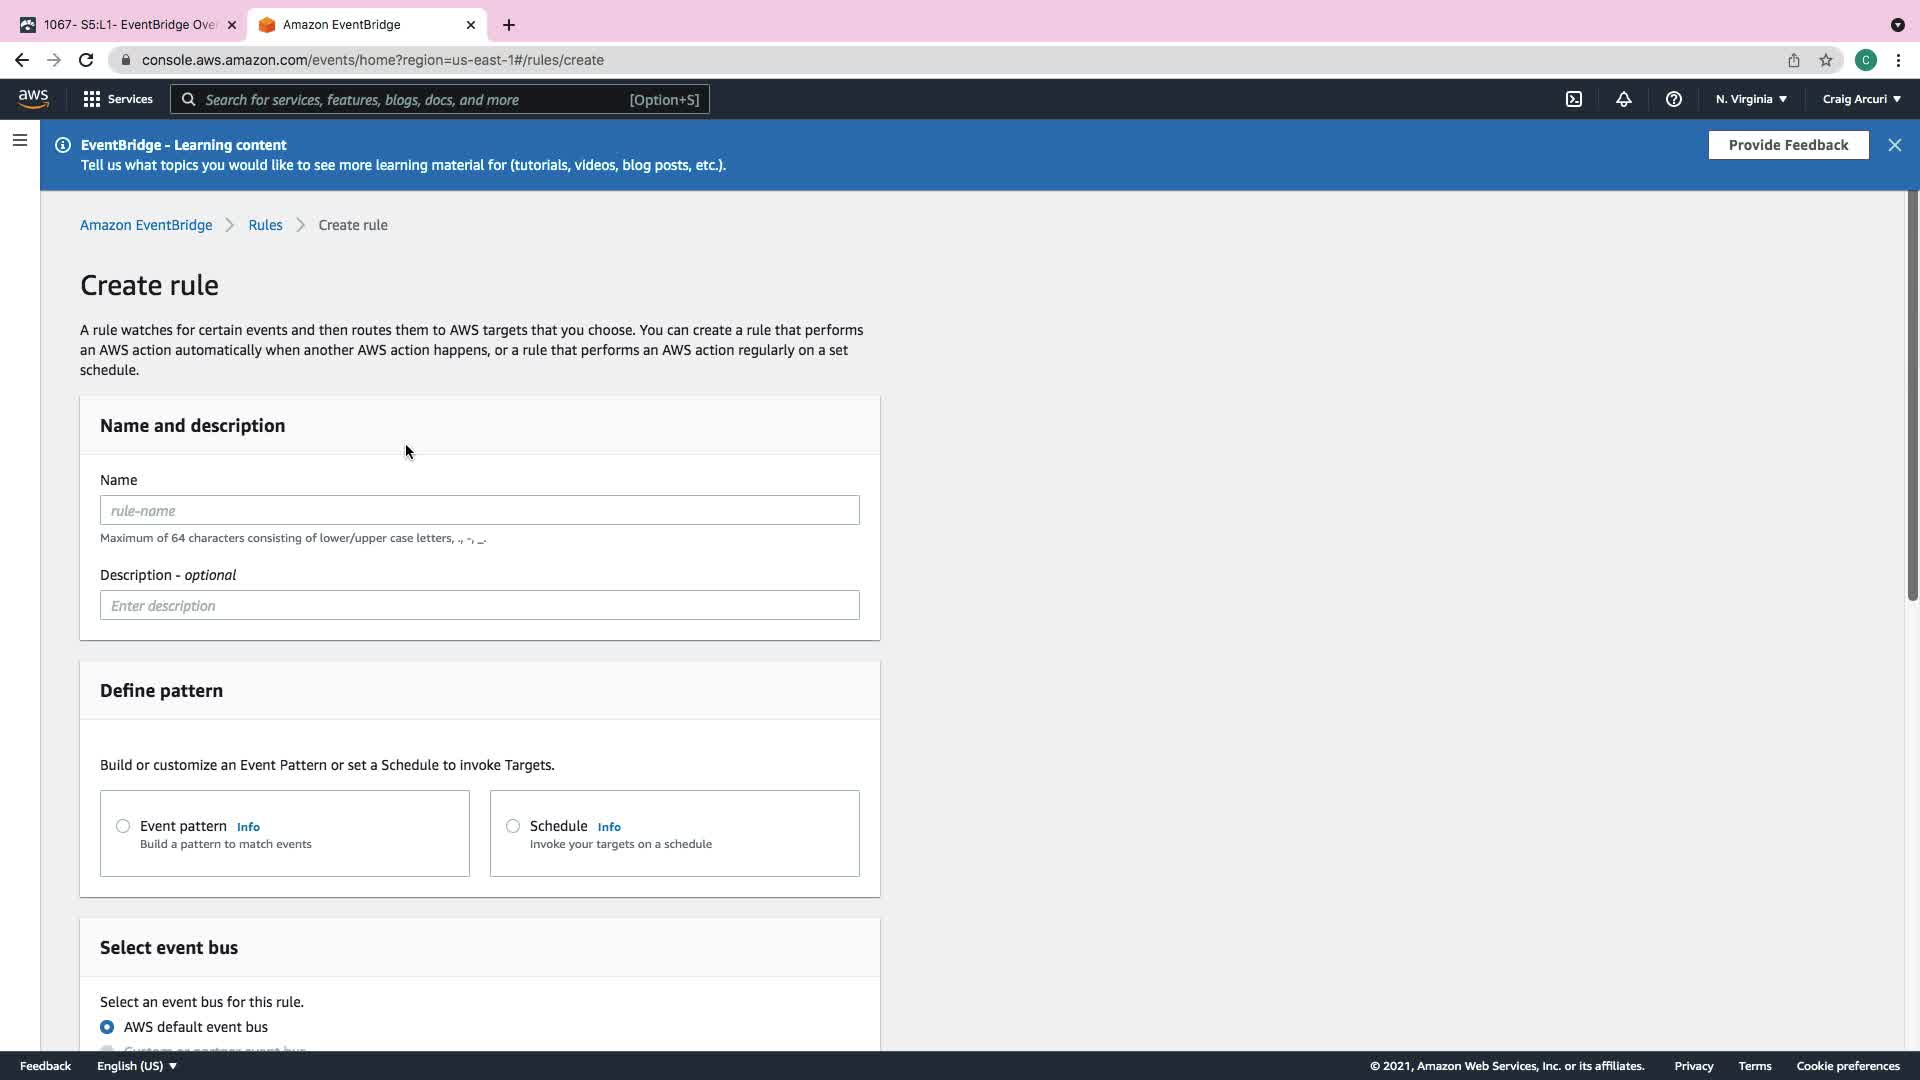 1067- S5:L1- EventBridge Over
Amazon EventBridge
console.aws.amazon.com/events/home?region=us-east-1#/rules/create
C
aws
Services
Search for services, features, blogs, docs, and more
[Option+S]
N. Virginia
Craig Arcuri
EventBridge - Learning content
Tell us what topics you would like to see more learning material for (tutorials, videos, blog posts, etc.).
Provide Feedback
Amazon EventBridge
Rules
Create rule
Create rule
A rule watches for certain events and then routes them to AWS targets that you choose. You can create a rule that performs
an AWS action automatically when another AWS action happens, or a rule that performs an AWS action regularly on a set
schedule.
Name and description
Name
rule-name
Maximum of 64 characters consisting of lower/upper case letters, ., -, _.
Description - optional
Enter description
Define pattern
Build or customize an Event Pattern or set a Schedule to invoke Targets.
Event pattern Info
Build a pattern to match events
Schedule Info
Invoke your targets on a schedule
Select event bus
Select an event bus for this rule.
AWS default event bus
Custom or partner event bus
Feedback
English (US)
© 2021, Amazon Web Services, Inc. or its affiliates.
Privacy
Terms
Cookie preferences